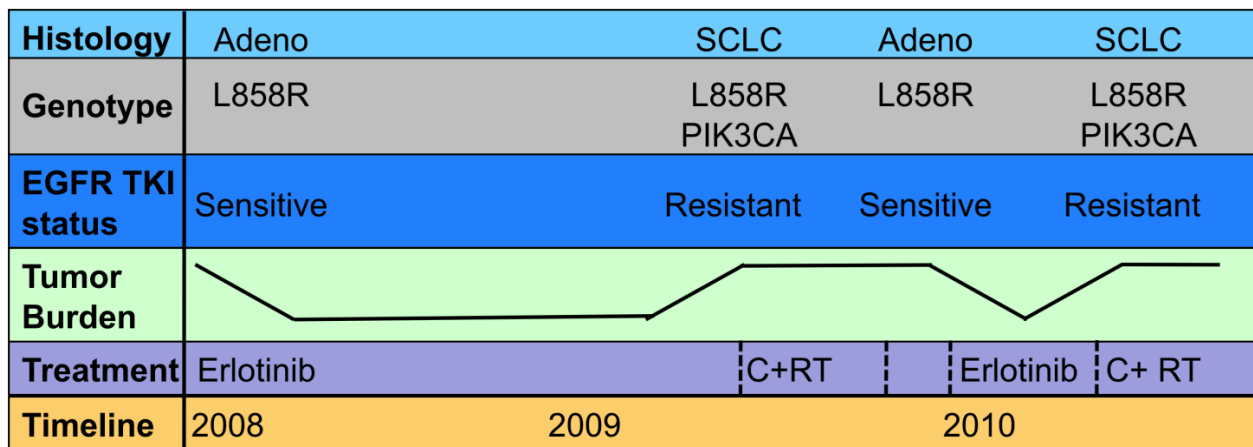 Histology Adeno SCLC Adeno SCLC
Genotype L858R L858R L858R L858R
PIK3CA PIK3CA
EGFR TKI
status Sensitive Resistant Sensitive Resistant
Tumor
Burden
Treatment Erlotinib C+RT Erlotinib C+ RT
Timeline 2008 2009 2010